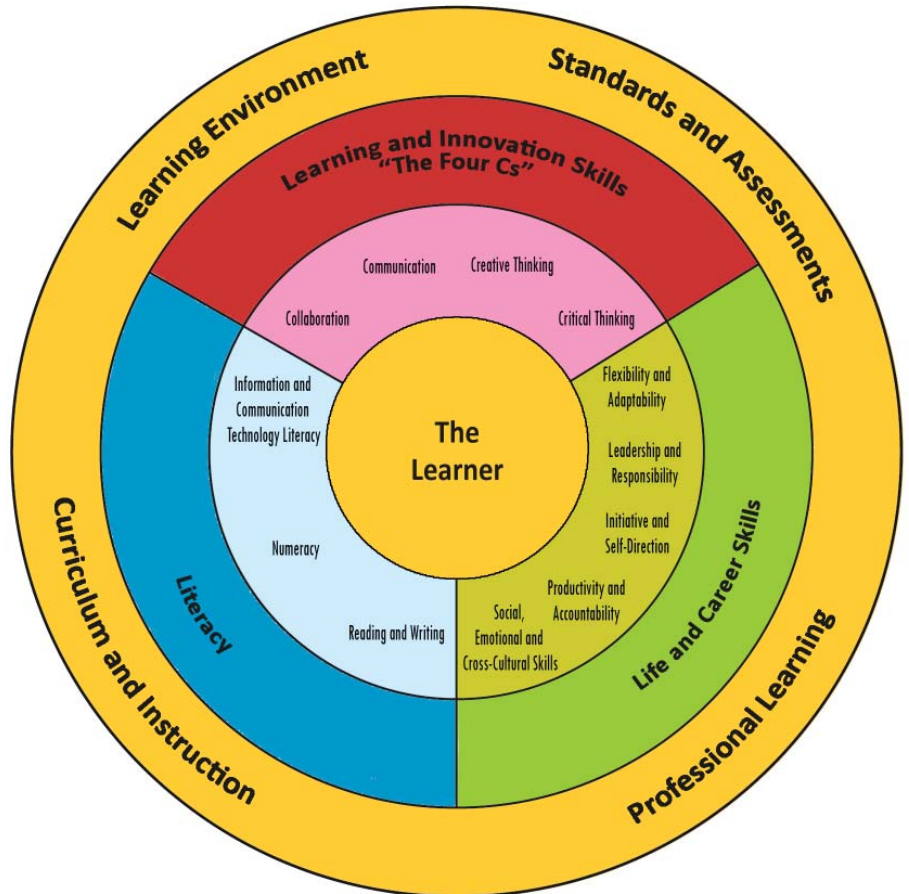 Learning Environment
Standards and Assessments
Learning and Innovation Skills
“The Four Cs”
Communication
Creative Thinking
Collaboration
Critical Thinking
Information and
Communication
Technology Literacy
Numeracy
Reading and Writing
Literacy
The
Learner
Flexibility and
Adaptability
Leadership and
Responsibility
Initiative and
Self-Direction
Productivity and
Accountability
Social,
Emotional and
Cross-Cultural Skills
Life and Career Skills
Curriculum and Instruction
Professional Learning